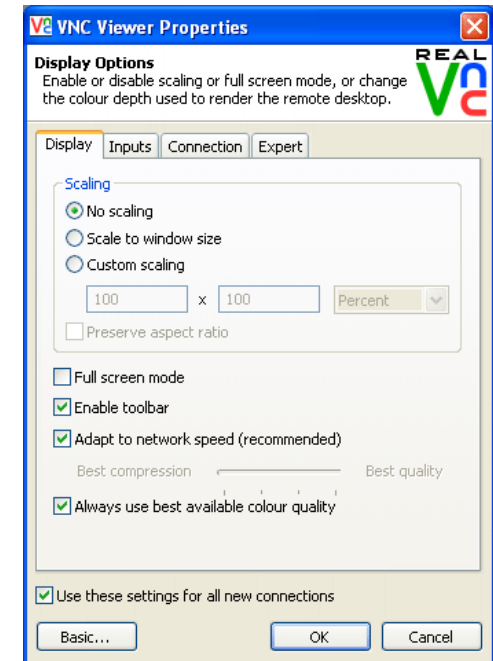 VNC Viewer Properties
Display Options
Enable or disable scaling or full screen mode, or change
the colour depth used to render the remote desktop.
REAL
VNC
Display Inputs Connection Expert
Scaling
No scaling
Scale to window size
Custom scaling
100 x 100 Percent
Preserve aspect ratio
Full screen mode
Enable toolbar
Adapt to network speed (recommended)
Best compression Best quality
Always use best available colour quality
Use these settings for all new connections
Basic... OK Cancel